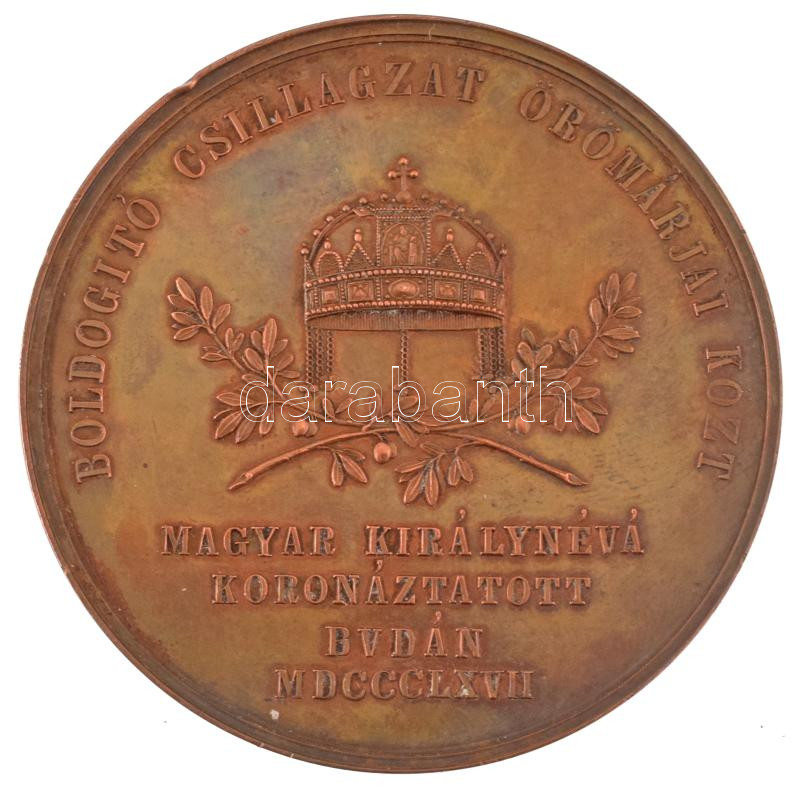 BOLDOGITÓ CSILLAGZAT ÖRÖMÁRJAI KÖZT
darabanth
MAGYAR KIRÁLYNÉVÁ
KORONÁZTATOTT
BVDÁN
MDCCCLXVII